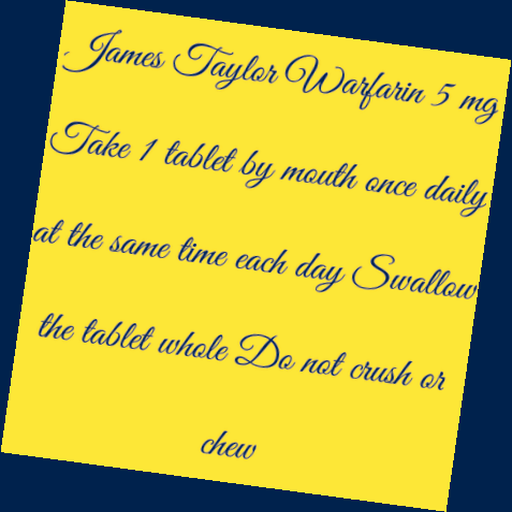 James Taylor Warfarin 5 mg
Take 1 tablet by mouth once daily
at the same time each day Swallow
the tablet whole Do not crush or
chew